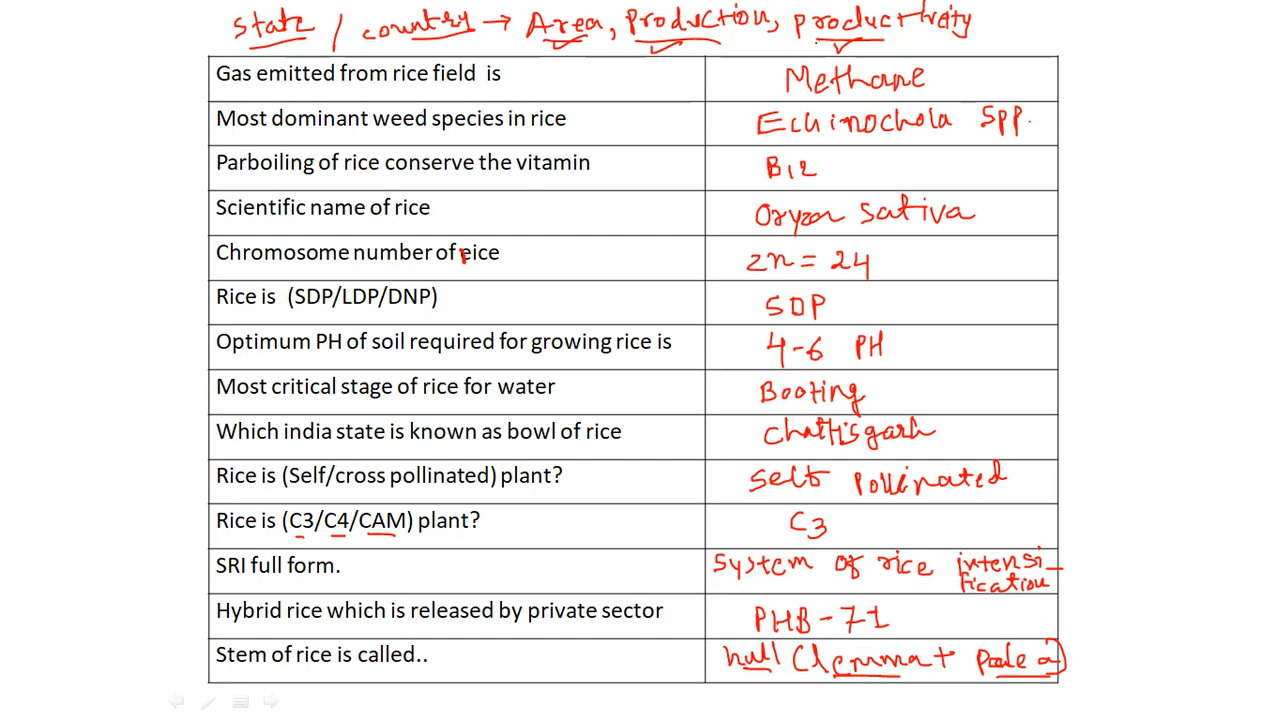 state / country → Area, production, productivity
Gas emitted from rice field is Methane
Most dominant weed species in rice Echinochola Spp.
Parboiling of rice conserve the vitamin B12
Scientific name of rice Oryza sativa
Chromosome number of rice 2n = 24
Rice is (SDP/LDP/DNP) SDP
Optimum PH of soil required for growing rice is 4-6 PH
Most critical stage of rice for water Booting
Which india state is known as bowl of rice Chattisgarh
Rice is (Self/cross pollinated) plant? Self Pollinated
Rice is (C3/C4/CAM) plant? C3
SRI full form. System of rice intensi-
fication
Hybrid rice which is released by private sector PHB-71
Stem of rice is called.. hull (lemma + palea)